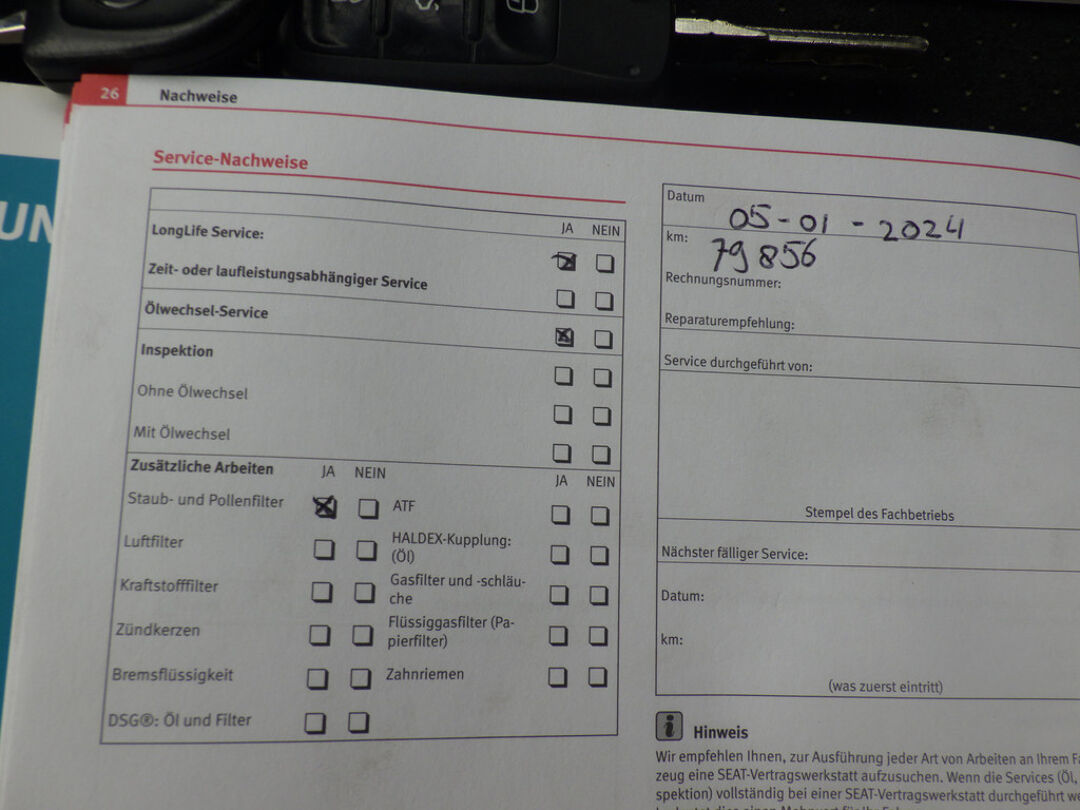 26 Nachweise
Service-Nachweise
JA NEIN
LongLife Service:
Zeit- oder laufleistungsabhängiger Service
Ölwechsel-Service
Inspektion
Ohne Ölwechsel
Mit Ölwechsel
Zusätzliche Arbeiten JA NEIN JA NEIN
Staub- und Pollenfilter ATF
Luftfilter HALDEX-Kupplung:
(Öl)
Kraftstofffilter Gasfilter und -schläu-
che
Zündkerzen Flüssiggasfilter (Pa-
pierfilter)
Bremsflüssigkeit Zahnriemen
DSG®: Öl und Filter
Datum
05-01-2024
km: 79856
Rechnungsnummer:
Reparaturempfehlung:
Service durchgeführt von:
Stempel des Fachbetriebs
Nächster fälliger Service:
Datum:
km:
(was zuerst eintritt)
Hinweis
Wir empfehlen Ihnen, zur Ausführung jeder Art von Arbeiten an Ihrem
zeug eine SEAT-Vertragswerkstatt aufzusuchen. Wenn die Services (Öl,
spektion) vollständig bei einer SEAT-Vertragswerkstatt durchgeführt
UN